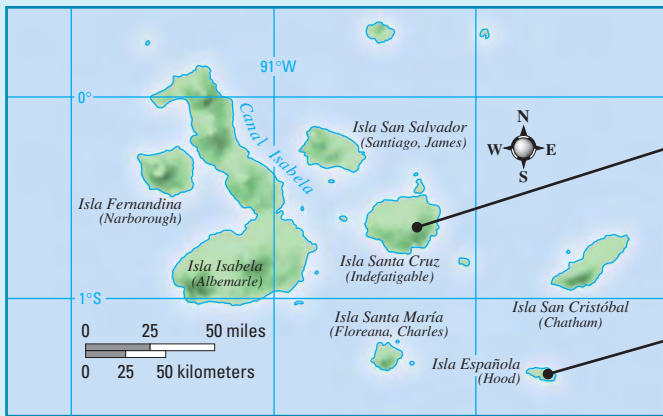 91°W
0°
Canal Isabela
Isla San Salvador
(Santiago, James)
N
W E
S
Isla Fernandina
(Narborough)
Isla Isabela
(Albemarle)
Isla Santa Cruz
(Indefatigable)
1°S
Isla San Cristóbal
(Chatham)
Isla Santa María
(Floreana, Charles)
0 25 50 miles
0 25 50 kilometers
Isla Española
(Hood)